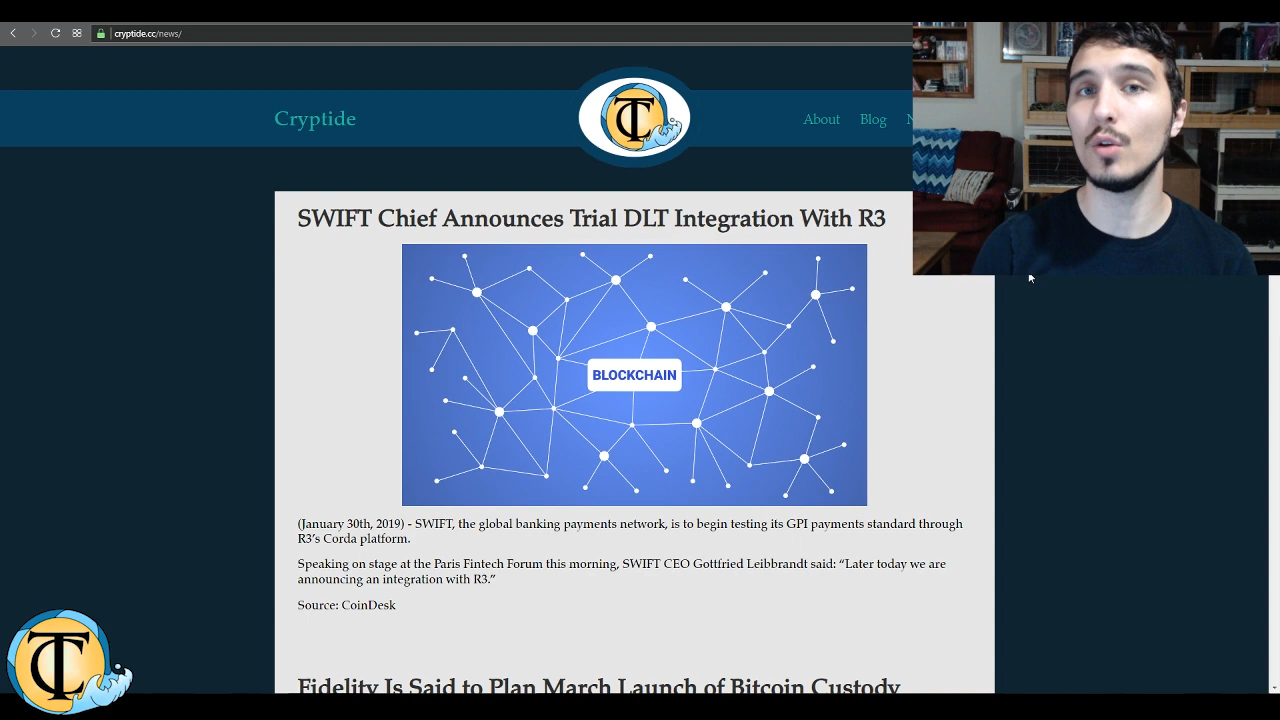 cryptide.cc/news/
Cryptide
TC
About Blog N
SWIFT Chief Announces Trial DLT Integration With R3
BLOCKCHAIN
(January 30th, 2019) - SWIFT, the global banking payments network, is to begin testing its GPI payments standard through
R3’s Corda platform.
Speaking on stage at the Paris Fintech Forum this morning, SWIFT CEO Gottfried Leibbrandt said: “Later today we are
announcing an integration with R3.”
Source: CoinDesk
TC
Fidelity Is Said to Plan March Launch of Bitcoin Custody